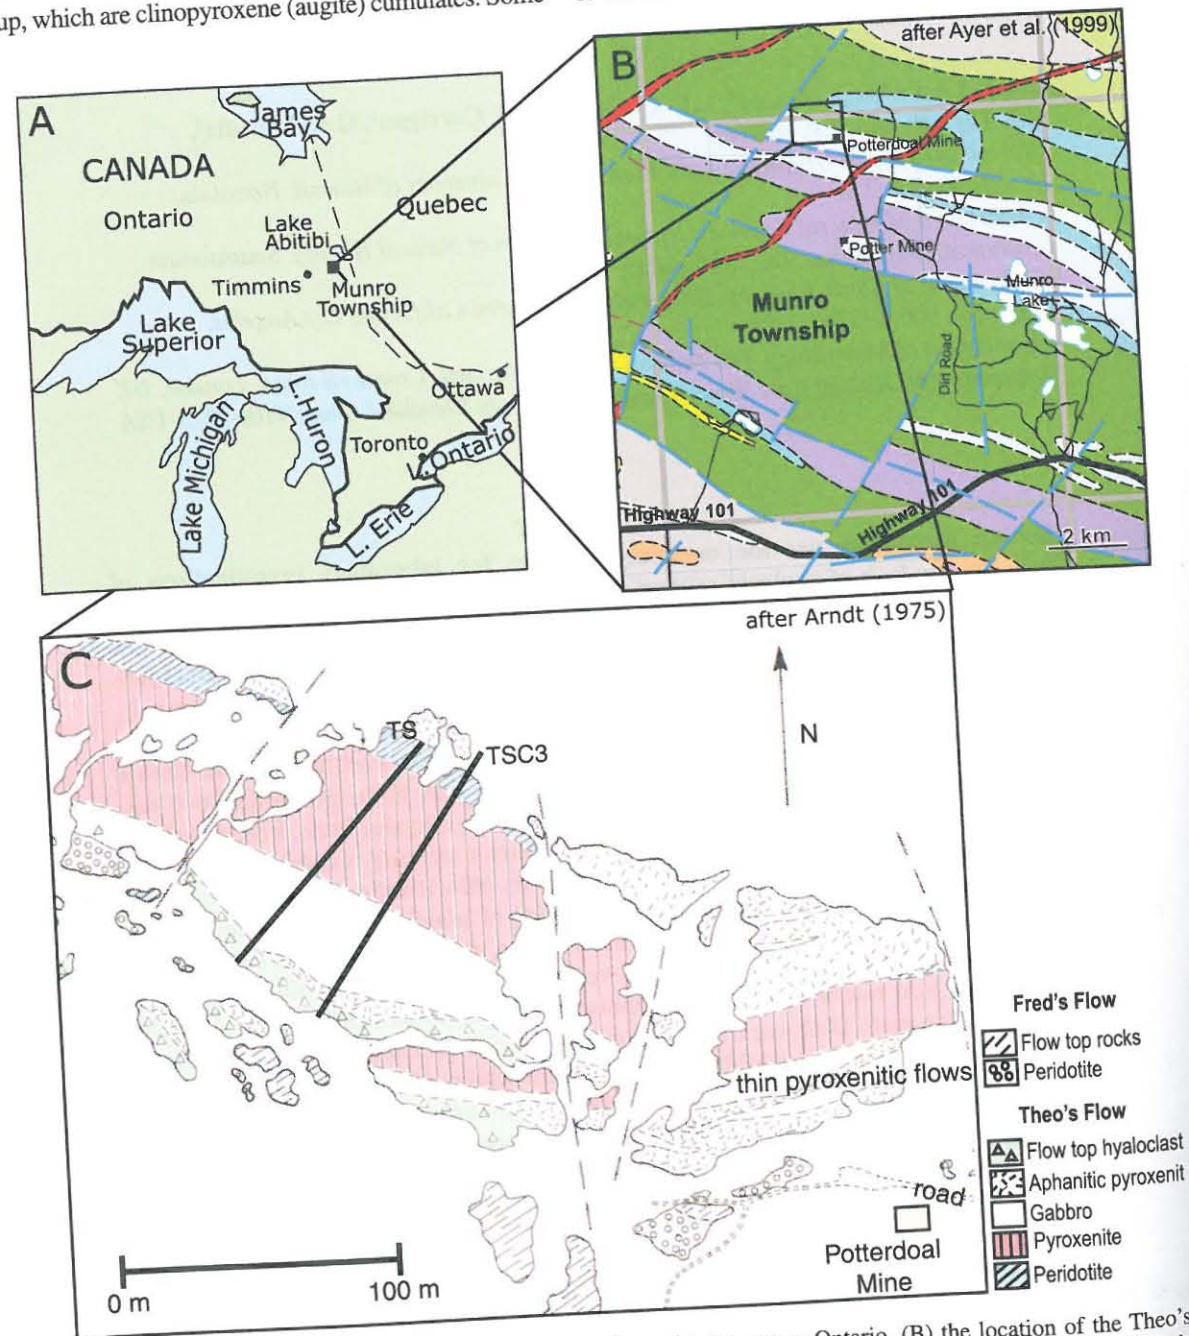 up, which are clinopyroxene (augite) cumulates. Some
A
James
Bay
CANADA
Ontario
Quebec
Lake
Abitibi
Timmins
Munro
Township
Lake
Superior
Ottawa
L. Huron
Lake Michigan
Toronto
L. Ontario
L. Erie
B
after Ayer et al. (1999)
Potterdoal Mine
Potter Mine
Munro
Lake
Munro
Township
Dirt Road
Highway 101
Highway 101
2 km
after Arndt (1975)
C
TS
TSC3
N
thin pyroxenitic flows
road
Potterdoal
Mine
0 m
100 m
Fred's Flow
Flow top rocks
Peridotite
Theo's Flow
Flow top hyaloclast
Aphanitic pyroxenit
Gabbro
Pyroxenite
Peridotite
Ontario, (B) the location of the Theo's